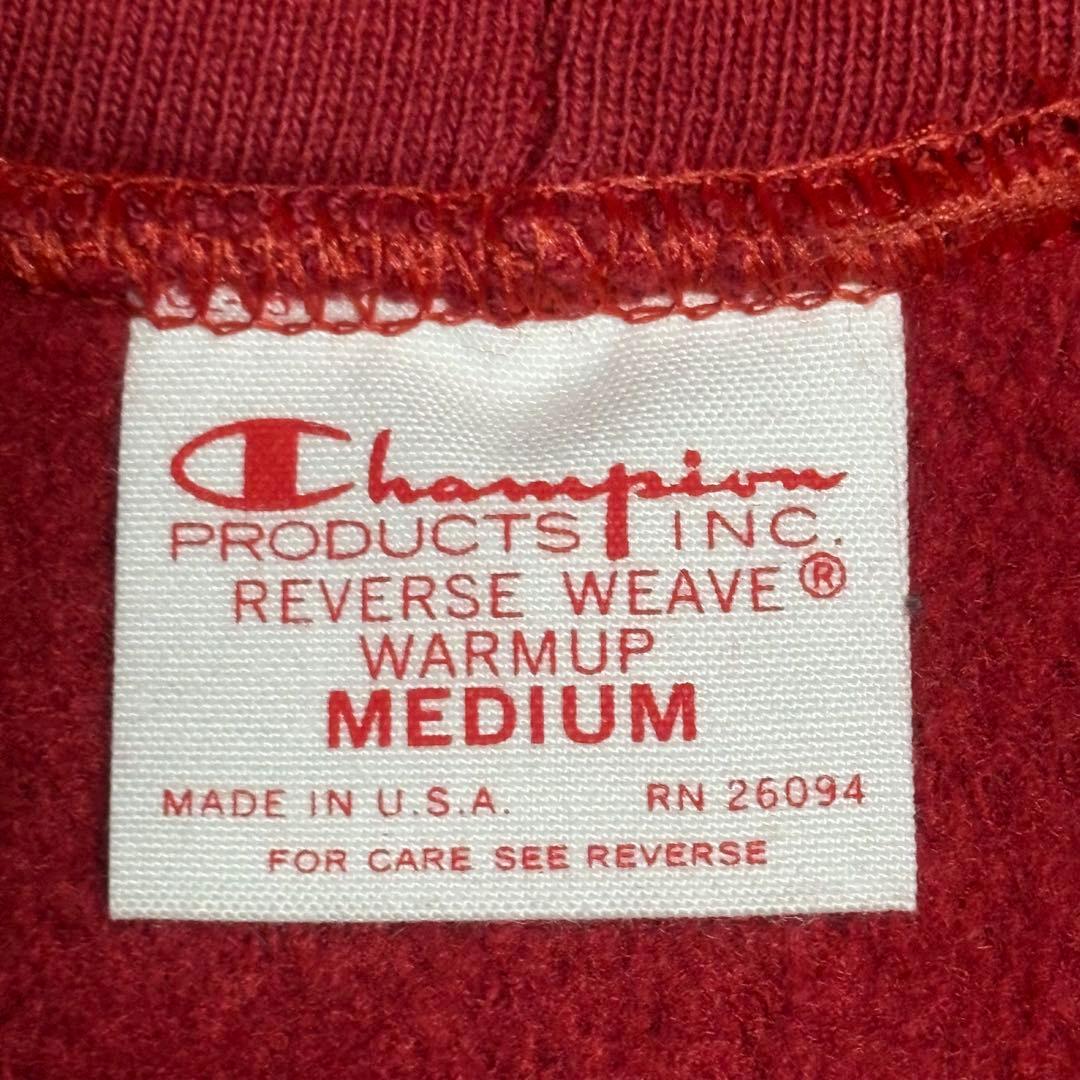 Champion
PRODUCTS INC.
REVERSE WEAVE®
WARMUP
MEDIUM
MADE IN U.S.A. RN 26094
FOR CARE SEE REVERSE